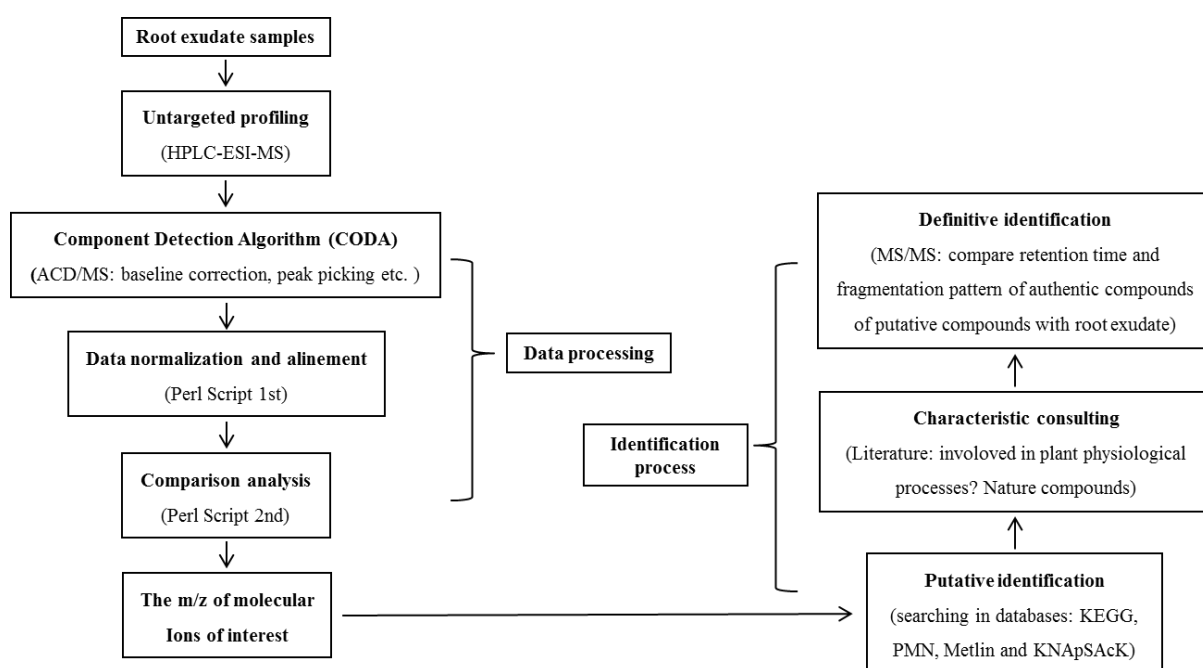 Root exudate samples
Untargeted profiling
(HPLC-ESI-MS)
Component Detection Algorithm (CODA)
(ACD/MS: baseline correction, peak picking etc. )
Data normalization and alinement
(Perl Script 1st)
Comparison analysis
(Perl Script 2nd)
The m/z of molecular
Ions of interest
Data processing
Identification
process
Definitive identification
(MS/MS: compare retention time and
fragmentation pattern of authentic compounds
of putative compounds with root exudate)
Characteristic consulting
(Literature: involoved in plant physiological
processes? Nature compounds)
Putative identification
(searching in databases: KEGG,
PMN, Metlin and KNApSAcK)